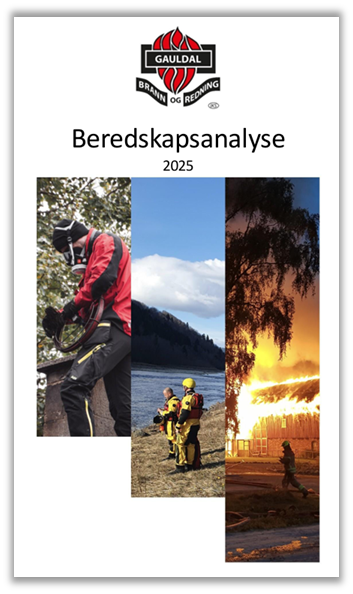 GAULDAL
BRANN OG REDNING
Beredskapsanalyse
2025